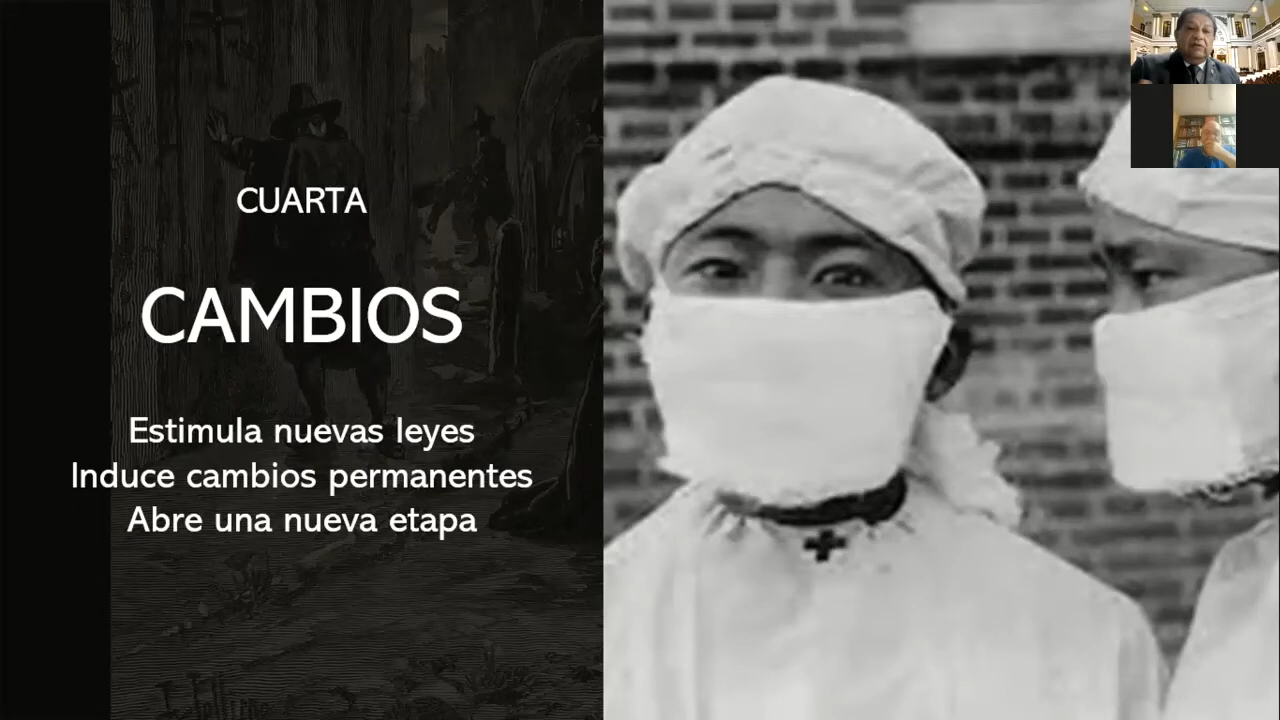 CUARTA
CAMBIOS
Estimula nuevas leyes
Induce cambios permanentes
Abre una nueva etapa